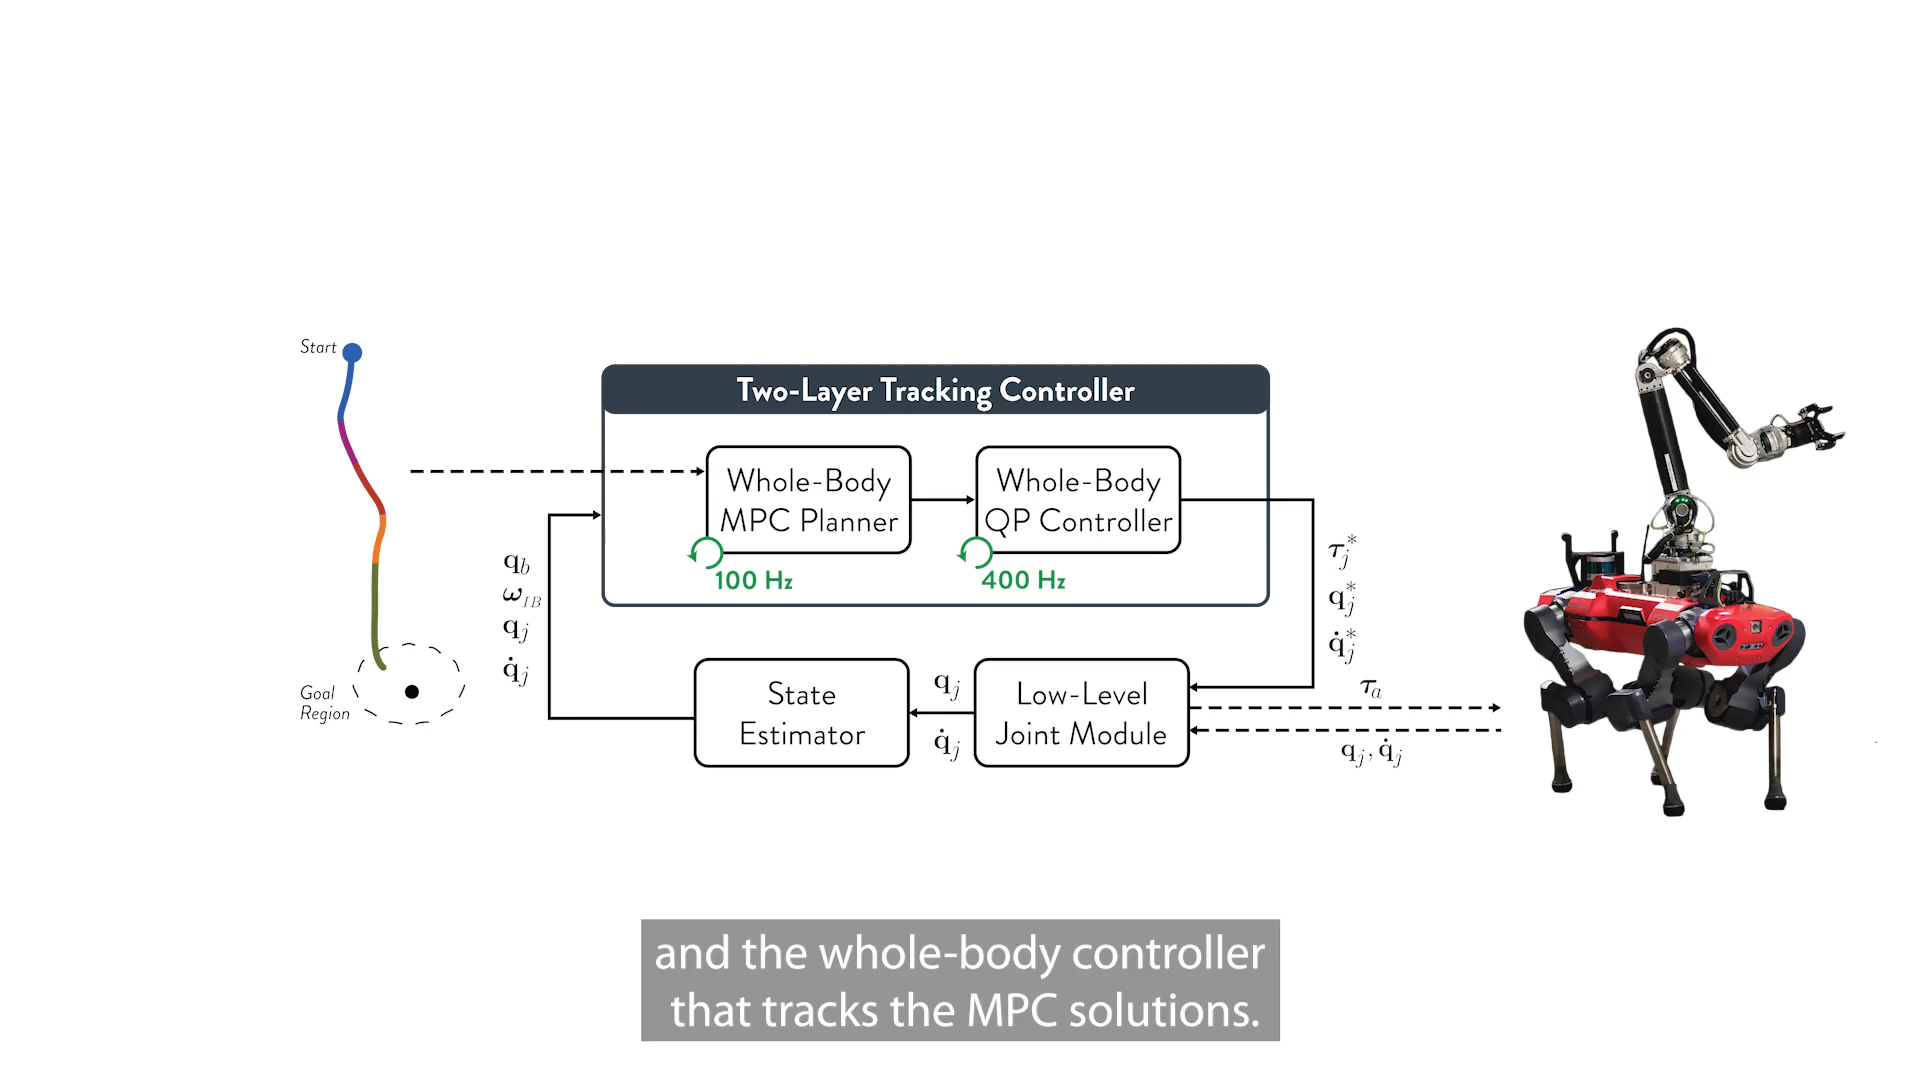 Start
Two-Layer Tracking Controller
Whole-Body
MPC Planner
100 Hz
Whole-Body
QP Controller
400 Hz
q_b
ω_IB
q_j
q̇_j
τ_j^*
q_j^*
q̇_j^*
Goal
Region
State
Estimator
q_j
q̇_j
Low-Level
Joint Module
τ_a
q_j, q̇_j
and the whole-body controller
that tracks the MPC solutions.